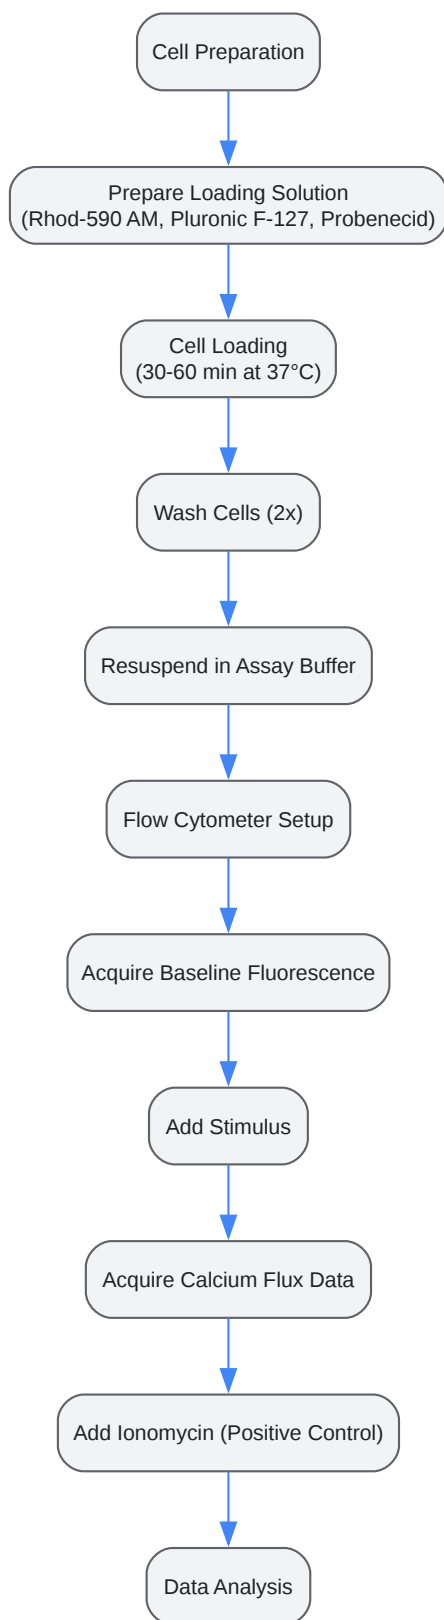 Cell Preparation
Prepare Loading Solution
(Rhod-590 AM, Pluronic F-127, Probenecid)
Cell Loading
(30-60 min at 37°C)
Wash Cells (2x)
Resuspend in Assay Buffer
Flow Cytometer Setup
Acquire Baseline Fluorescence
Add Stimulus
Acquire Calcium Flux Data
Add Ionomycin (Positive Control)
Data Analysis